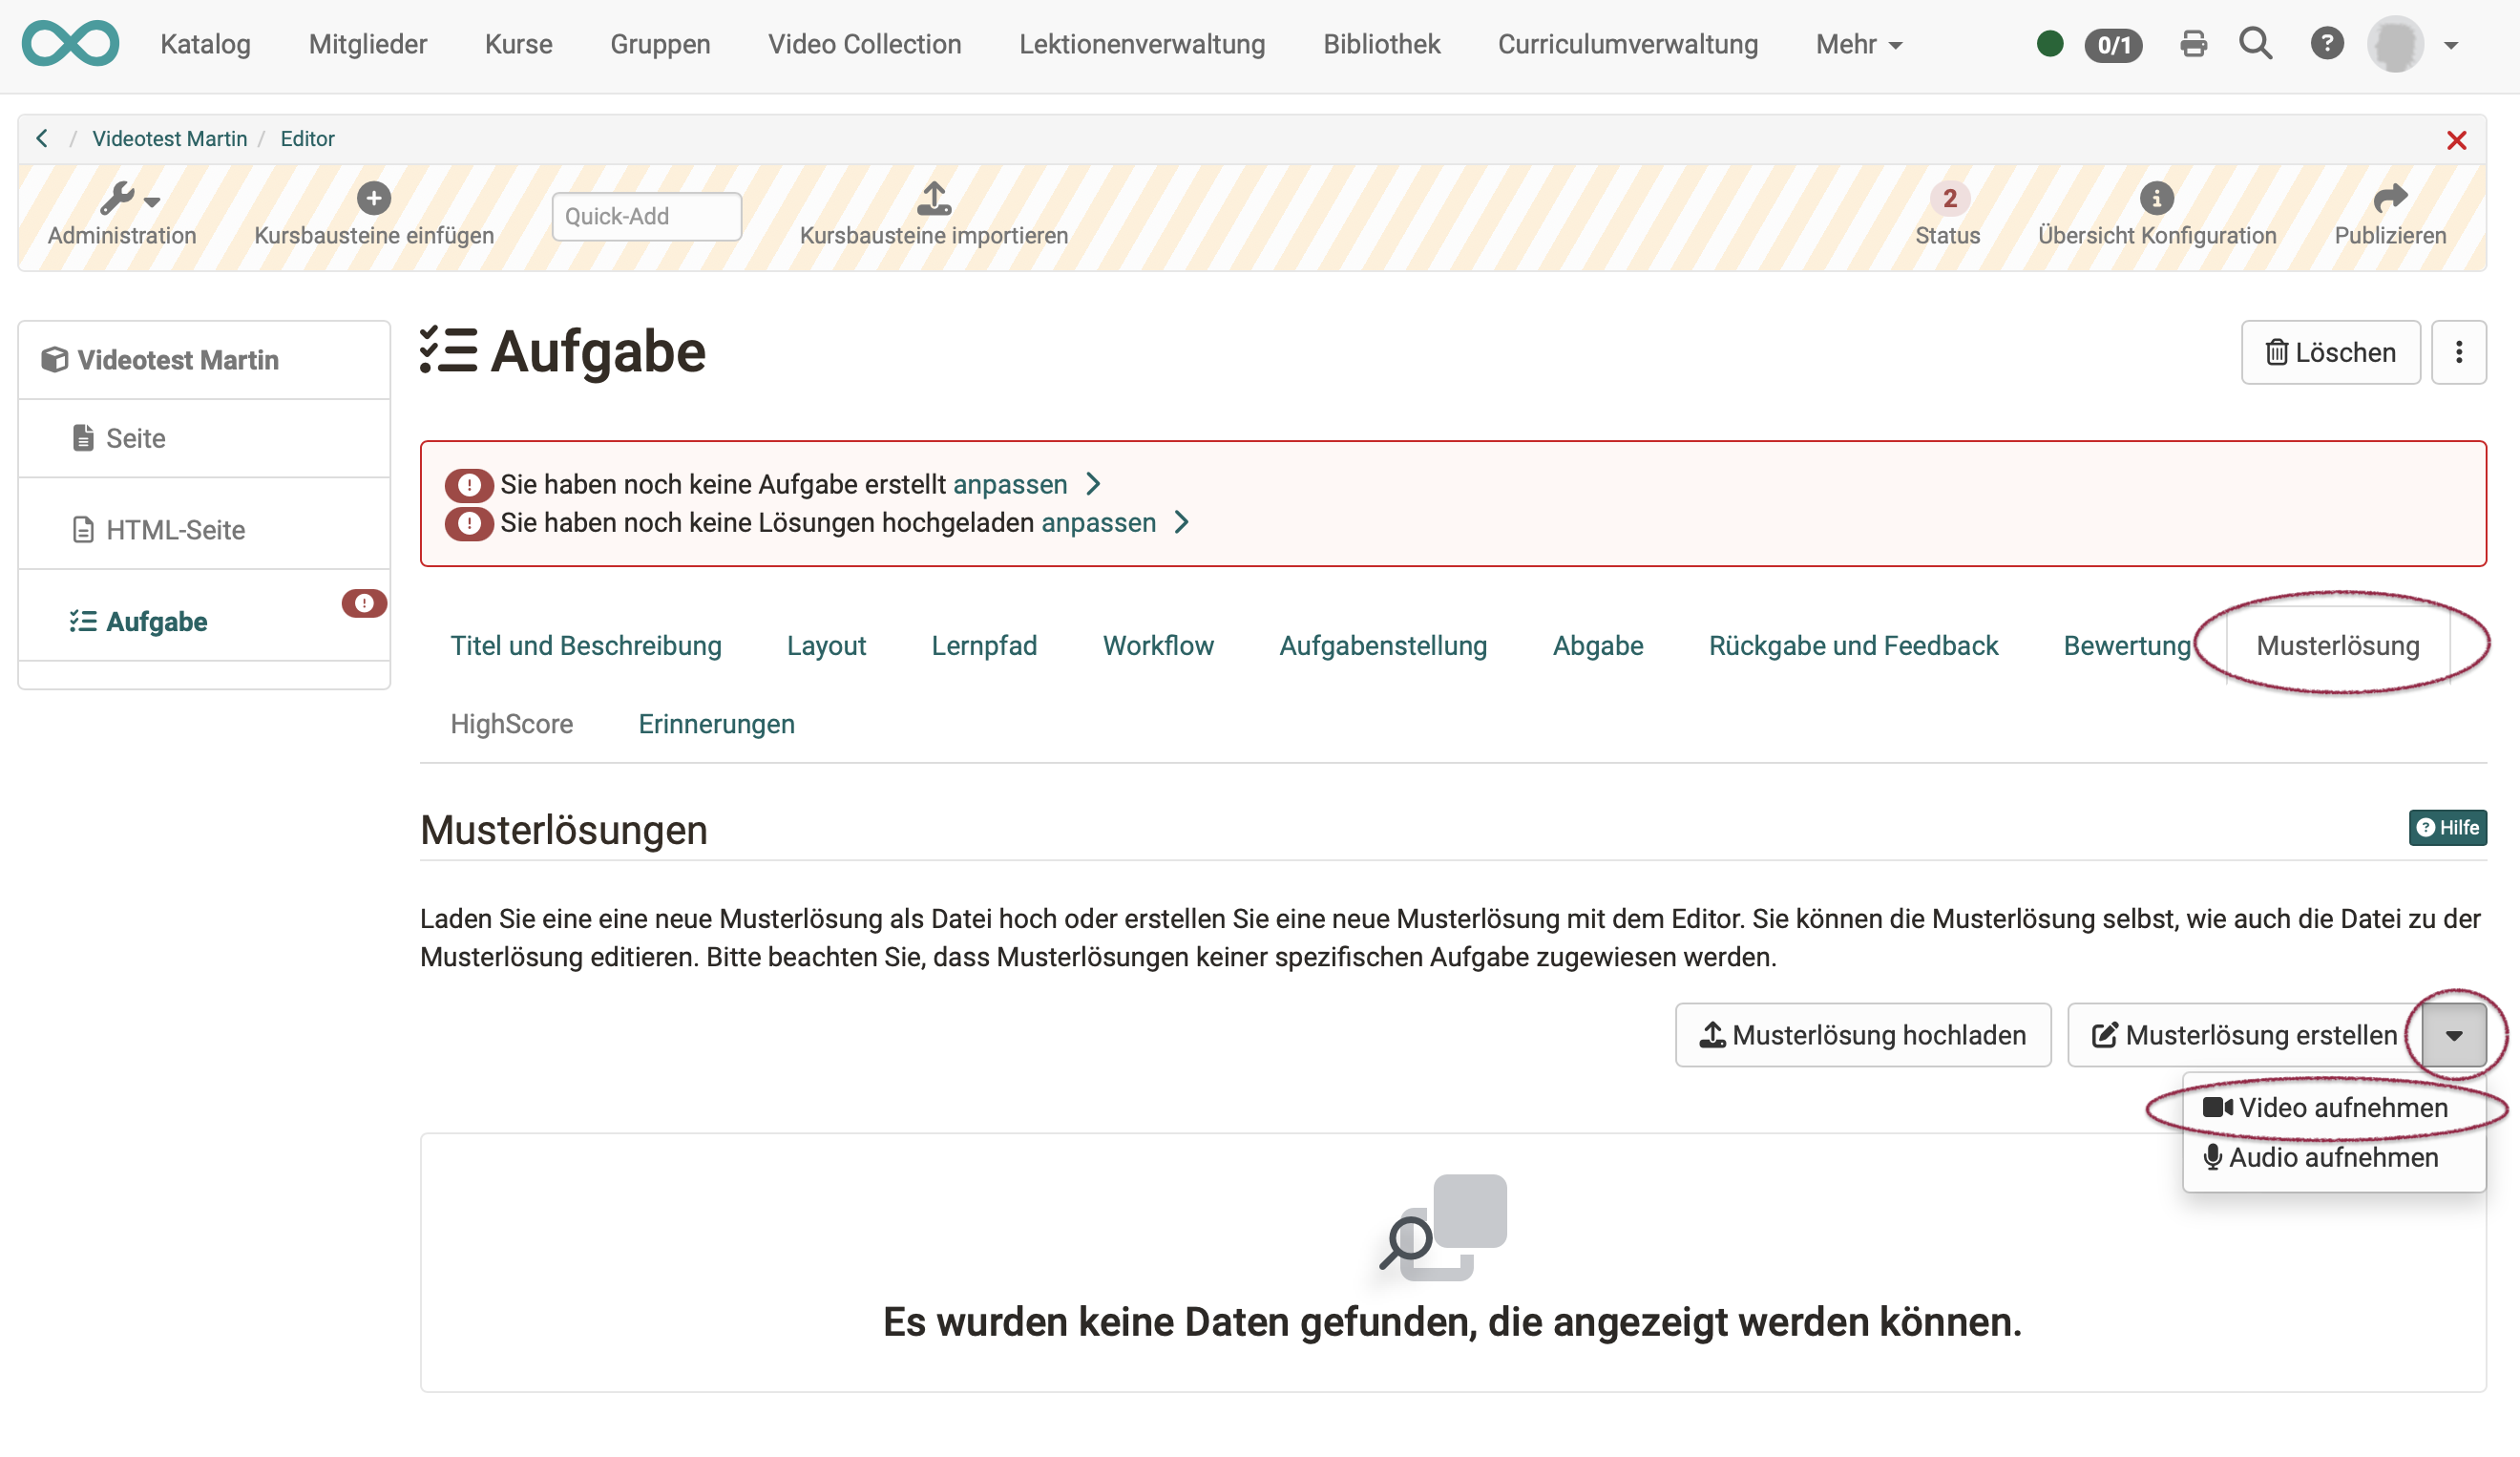 Katalog Mitglieder Kurse Gruppen Video Collection Lektionenverwaltung Bibliothek Curriculumverwaltung Mehr 0/1 ?
/ Videotest Martin / Editor
Administration Kursbausteine einfügen Quick-Add Kursbausteine importieren 2 Status Übersicht Konfiguration Publizieren
Videotest Martin
Seite
HTML-Seite
Aufgabe
Aufgabe
Löschen
Sie haben noch keine Aufgabe erstellt anpassen
Sie haben noch keine Lösungen hochgeladen anpassen
Titel und Beschreibung Layout Lernpfad Workflow Aufgabenstellung Abgabe Rückgabe und Feedback Bewertung Musterlösung
HighScore Erinnerungen
Musterlösungen
? Hilfe
Laden Sie eine eine neue Musterlösung als Datei hoch oder erstellen Sie eine neue Musterlösung mit dem Editor. Sie können die Musterlösung selbst, wie auch die Datei zu der
Musterlösung editieren. Bitte beachten Sie, dass Musterlösungen keiner spezifischen Aufgabe zugewiesen werden.
Musterlösung hochladen Musterlösung erstellen
Video aufnehmen
Audio aufnehmen
Es wurden keine Daten gefunden, die angezeigt werden können.